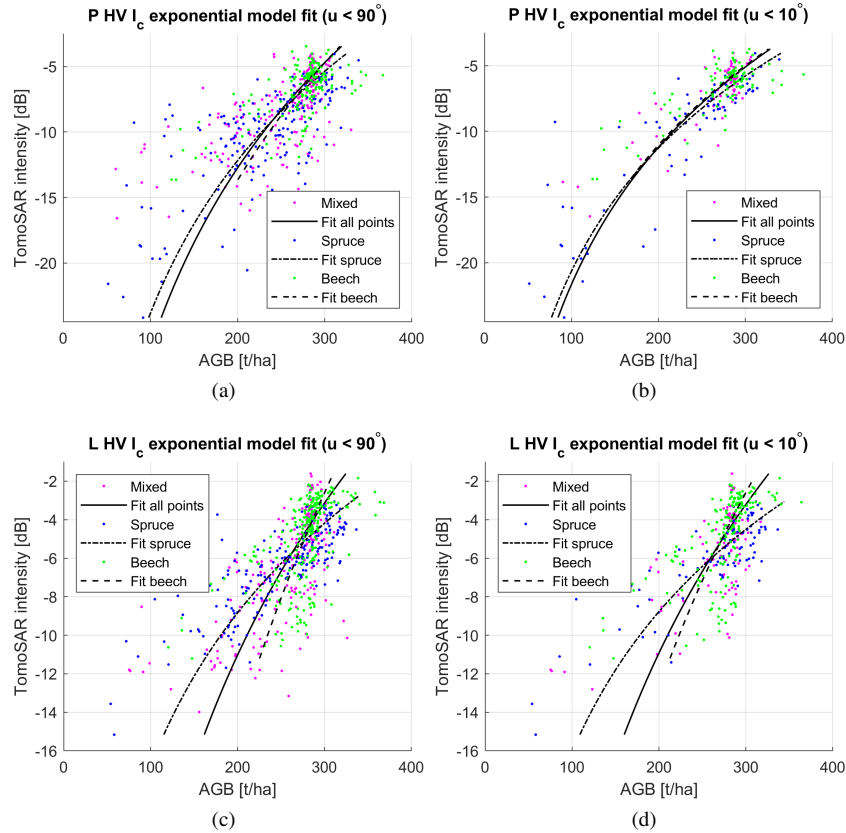 P HV I_c exponential model fit (u < 90°)
-5
-10
-15
-20
TomoSAR intensity [dB]
Mixed
Fit all points
Spruce
Fit spruce
Beech
Fit beech
0 100 200 300 400
AGB [t/ha]
(a)
P HV I_c exponential model fit (u < 10°)
-5
-10
-15
-20
TomoSAR intensity [dB]
Mixed
Fit all points
Spruce
Fit spruce
Beech
Fit beech
0 100 200 300 400
AGB [t/ha]
(b)
L HV I_c exponential model fit (u < 90°)
-2
-4
-6
-8
-10
-12
-14
-16
TomoSAR intensity [dB]
Mixed
Fit all points
Spruce
Fit spruce
Beech
Fit beech
0 100 200 300 400
AGB [t/ha]
(c)
L HV I_c exponential model fit (u < 10°)
-2
-4
-6
-8
-10
-12
-14
-16
TomoSAR intensity [dB]
Mixed
Fit all points
Spruce
Fit spruce
Beech
Fit beech
0 100 200 300 400
AGB [t/ha]
(d)